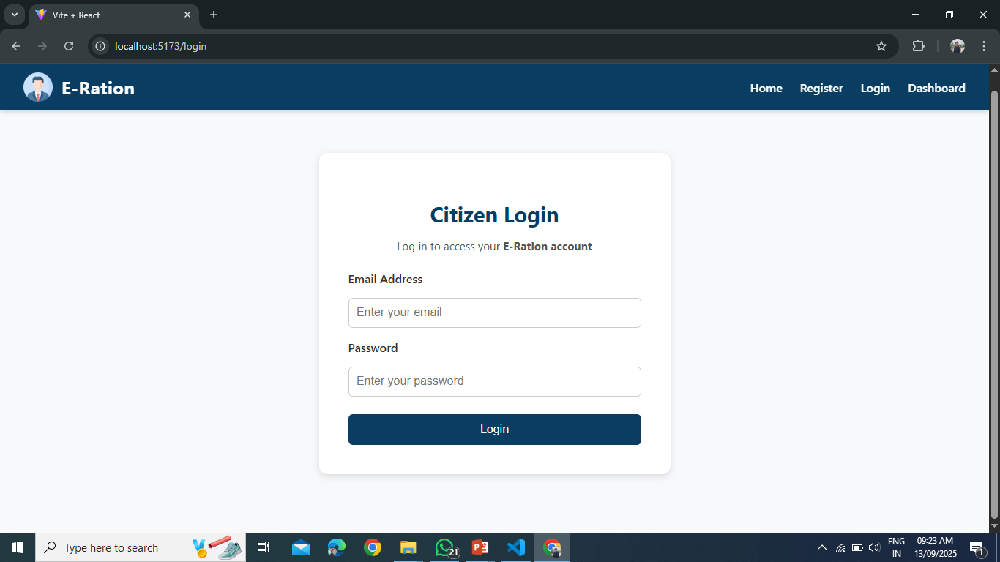 Vite + React
localhost:5173/login
E-Ration
Home Register Login Dashboard
Citizen Login
Log in to access your E-Ration account
Email Address
Enter your email
Password
Enter your password
Login
Type here to search
21
ENG
IN
09:23 AM
13/09/2025
1